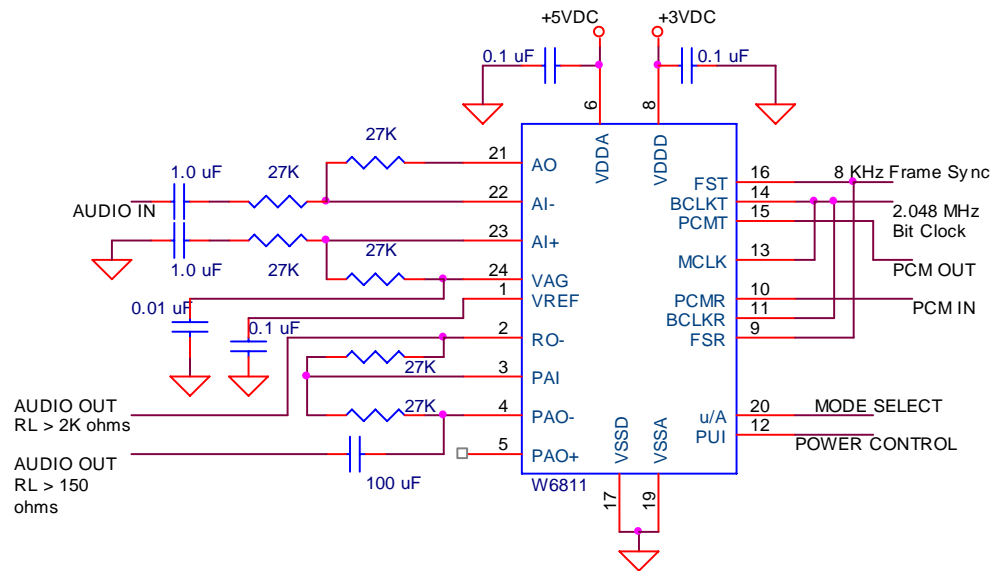 +5VDC
+3VDC
0.1 uF
0.1 uF
6
8
VDDA
VDDD
27K
21
AO
1.0 uF
27K
22
AI-
AUDIO IN
23
AI+
27K
1.0 uF
27K
24
VAG
1
VREF
0.01 uF
0.1 uF
2
RO-
27K
3
PAI
27K
4
PAO-
5
PAO+
AUDIO OUT
RL > 2K ohms
AUDIO OUT
RL > 150
ohms
100 uF
W6811
VSSD
VSSA
17
19
FST
16
8 KHz Frame Sync
BCLKT
14
PCMT
15
2.048 MHz
Bit Clock
MCLK
13
PCM OUT
PCMR
10
PCM IN
BCLKR
11
FSR
9
u/A
20
MODE SELECT
PUI
12
POWER CONTROL